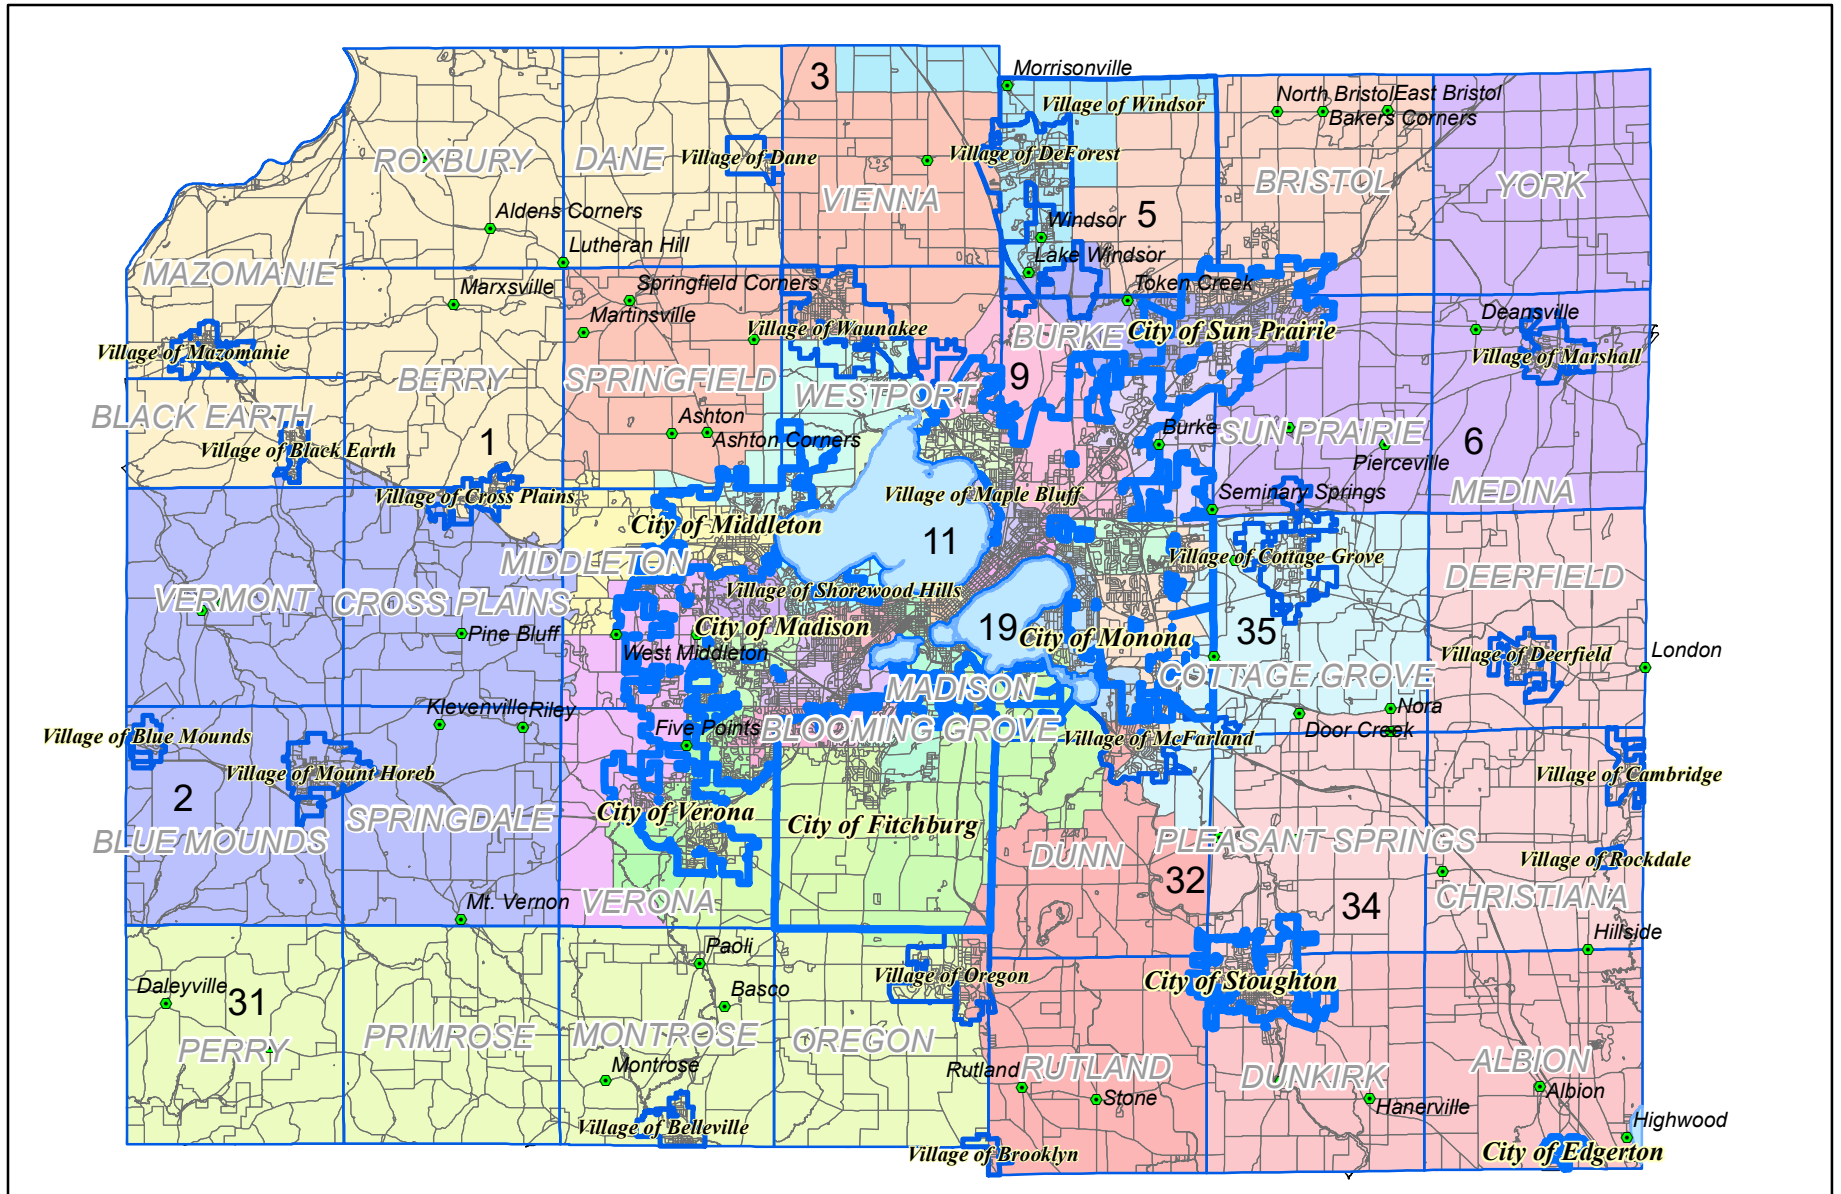 3
Morrisonville
Village of Windsor
North Bristol
East Bristol
Bakers Corners
ROXBURY
DANE
Village of Dane
Village of DeForest
VIENNA
BRISTOL
YORK
Aldens Corners
Windsor
5
Lutheran Hill
Lake Windsor
MAZOMANIE
Marxsville
Springfield Corners
Token Creek
Martinsville
Village of Waunakee
BURKE
City of Sun Prairie
Deansville
Village of Mazomanie
Village of Marshall
BERRY
SPRINGFIELD
WESTPORT
9
BLACK EARTH
Ashton
Ashton Corners
Burke
SUN PRAIRIE
6
Village of Black Earth
1
Pierceville
Village of Cross Plains
Village of Maple Bluff
Seminary Springs
MEDINA
City of Middleton
11
MIDDLETON
Village of Cottage Grove
DEERFIELD
VERMONT
CROSS PLAINS
Village of Shorewood Hills
Pine Bluff
City of Madison
19
City of Monona
35
West Middleton
Village of Deerfield
London
MADISON
COTTAGE GROVE
Klevenville
Riley
Five Points
BLOOMING GROVE
Nora
Door Creek
Village of Blue Mounds
Village of McFarland
Village of Mount Horeb
Village of Cambridge
2
SPRINGDALE
City of Verona
City of Fitchburg
BLUE MOUNDS
DUNN
PLEASANT SPRINGS
Village of Rockdale
32
34
CHRISTIANA
VERONA
Mt. Vernon
Hillside
Paoli
Village of Oregon
City of Stoughton
Daleyville
31
Basco
PERRY
PRIMROSE
MONTROSE
OREGON
Montrose
Rutland
RUTLAND
Stone
DUNKIRK
Hanerville
ALBION
Albion
Village of Belleville
Highwood
Village of Brooklyn
City of Edgerton